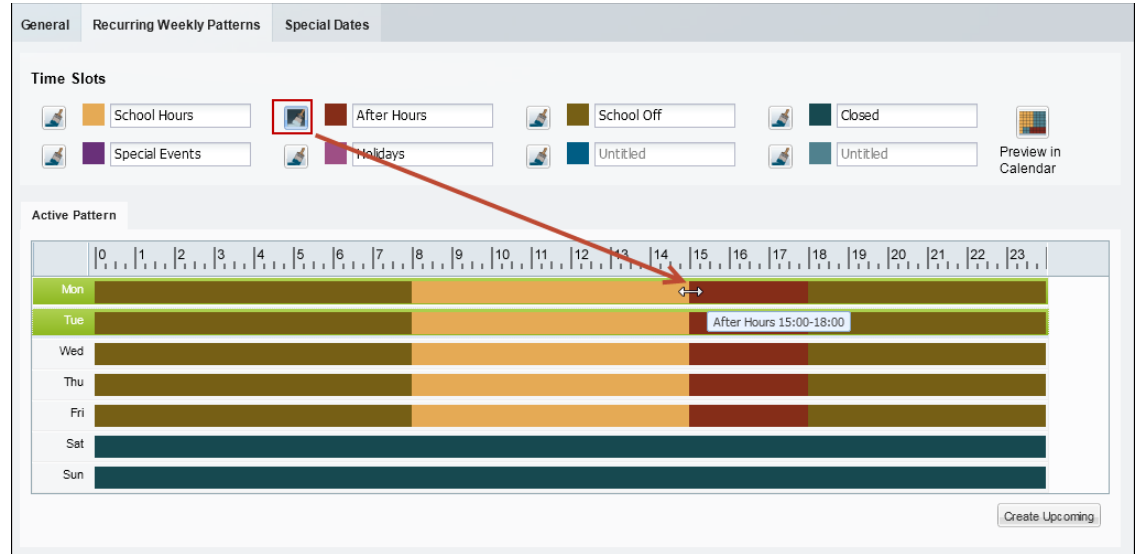 General Recurring Weekly Patterns Special Dates
Time Slots
School Hours After Hours School Off Closed
Special Events Holidays Untitled Untitled
Preview in
Calendar
Active Pattern
0 1 2 3 4 5 6 7 8 9 10 11 12 13 14 15 16 17 18 19 20 21 22 23
Mon
Tue
After Hours 15:00-18:00
Wed
Thu
Fri
Sat
Sun
Create Upcoming